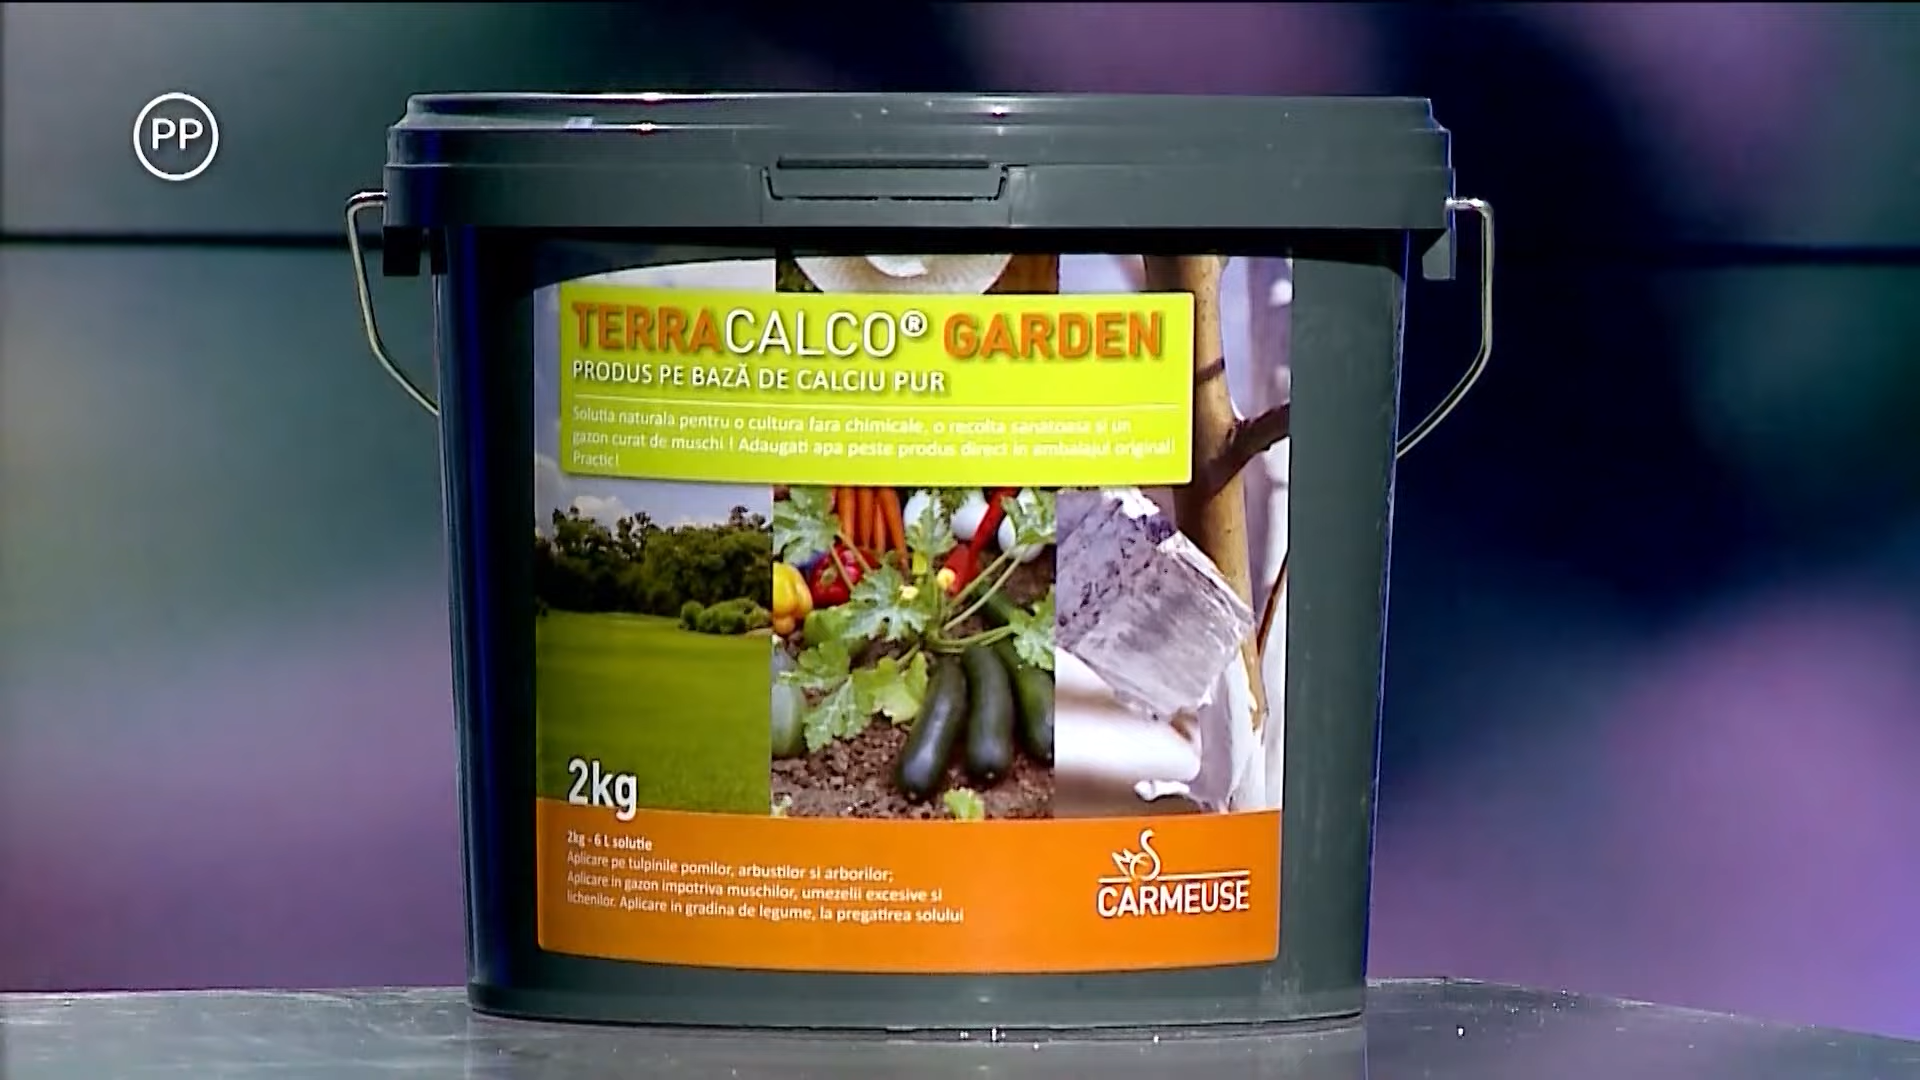 PP
TERRACALCO® GARDEN
PRODUS PE BAZĂ DE CALCIU PUR
Solutia naturala pentru o cultura fara chimicale, o recolta sanatoasa si un
gazon curat de muschi ! Adaugati apa peste produs direct in ambalajul original!
Practic!
2kg
2kg - 6 L solutie
Aplicare pe tulpinile pomilor, arbustilor si arborilor;
Aplicare in gazon impotriva muschilor, umezelii excesive si
lichenilor. Aplicare in gradina de legume, la pregatirea solului
CARMEUSE